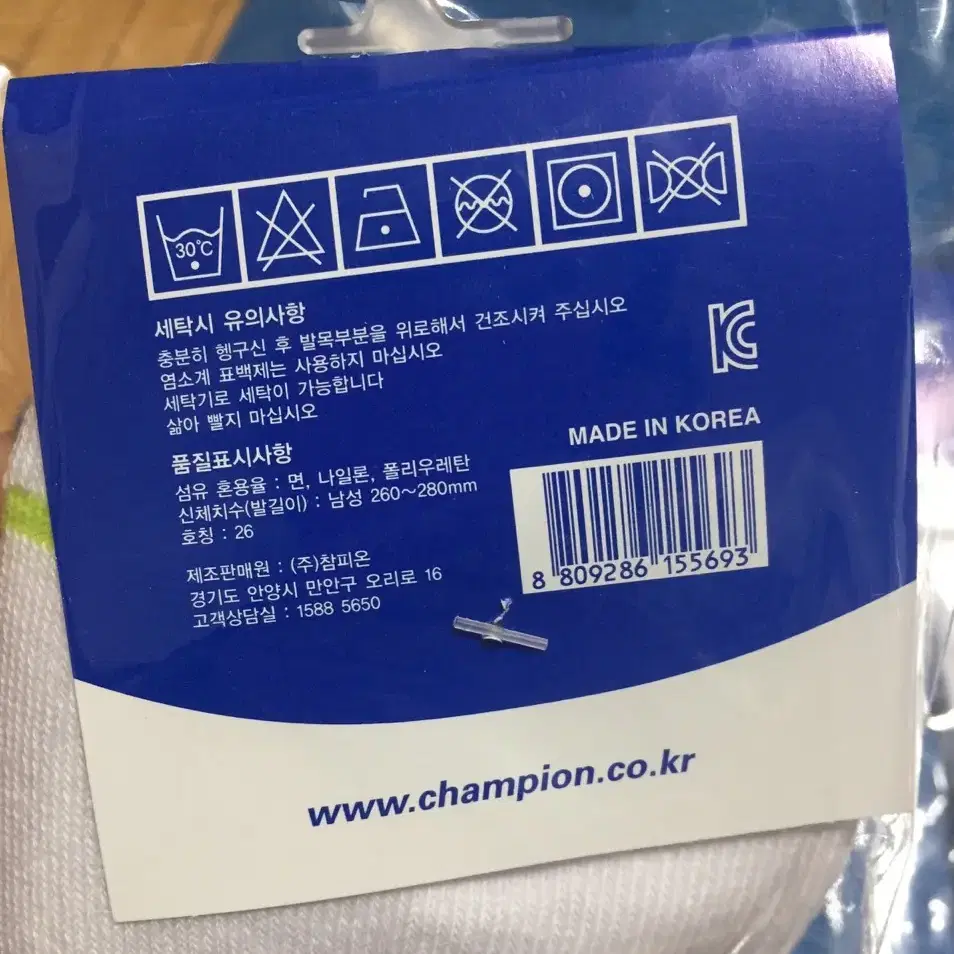 30℃
세탁시 유의사항
충분히 헹구신 후 발목부분을 위로해서 건조시켜 주십시오
염소계 표백제는 사용하지 마십시오
세탁기로 세탁이 가능합니다
삶아 빨지 마십시오
품질표시사항
섬유 혼용율 : 면, 나일론, 폴리우레탄
신체치수(발길이) : 남성 260~280mm
호칭 : 26
제조판매원 : (주)참피온
경기도 안양시 만안구 오리로 16
고객상담실 : 1588 5650
KC
MADE IN KOREA
8 809286 155693
www.champion.co.kr